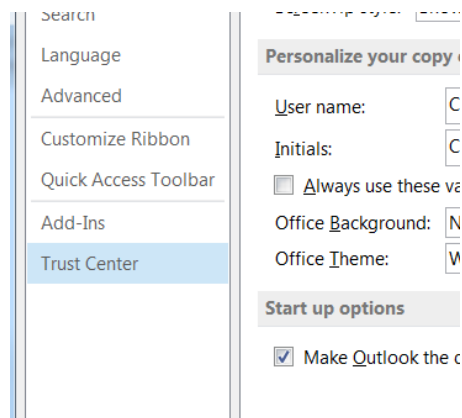 Search
Language
Advanced
Customize Ribbon
Quick Access Toolbar
Add-Ins
Trust Center
Personalize your copy
User name:
Initials:
Always use these
Office Background: N
Office Theme: W
Start up options
Make Outlook the